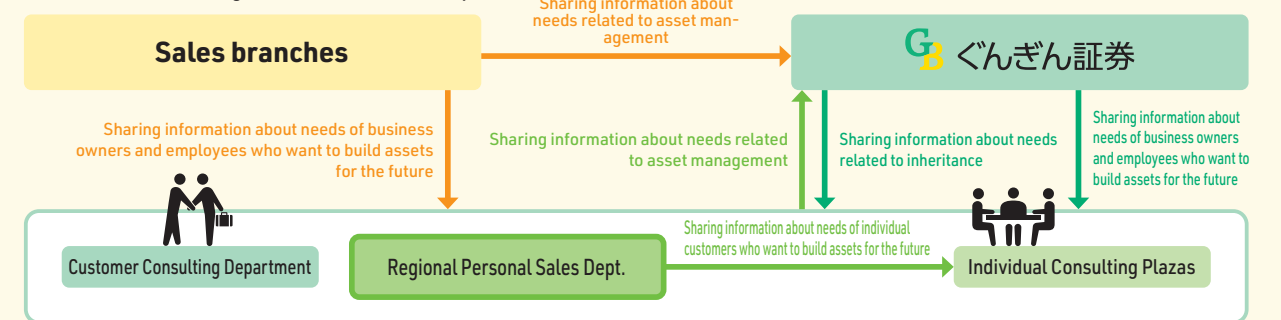 Sharing information about
needs related to asset man-
agement
Sales branches
GB ぐんぎん証券
Sharing information about needs of business
owners and employees who want to build assets
for the future
Sharing information about needs related
to asset management
Sharing information about needs
related to inheritance
Sharing information about
needs of business owners
and employees who want to
build assets for the future
Sharing information about needs of individual
customers who want to build assets for the future
Customer Consulting Department
Regional Personal Sales Dept.
Individual Consulting Plazas